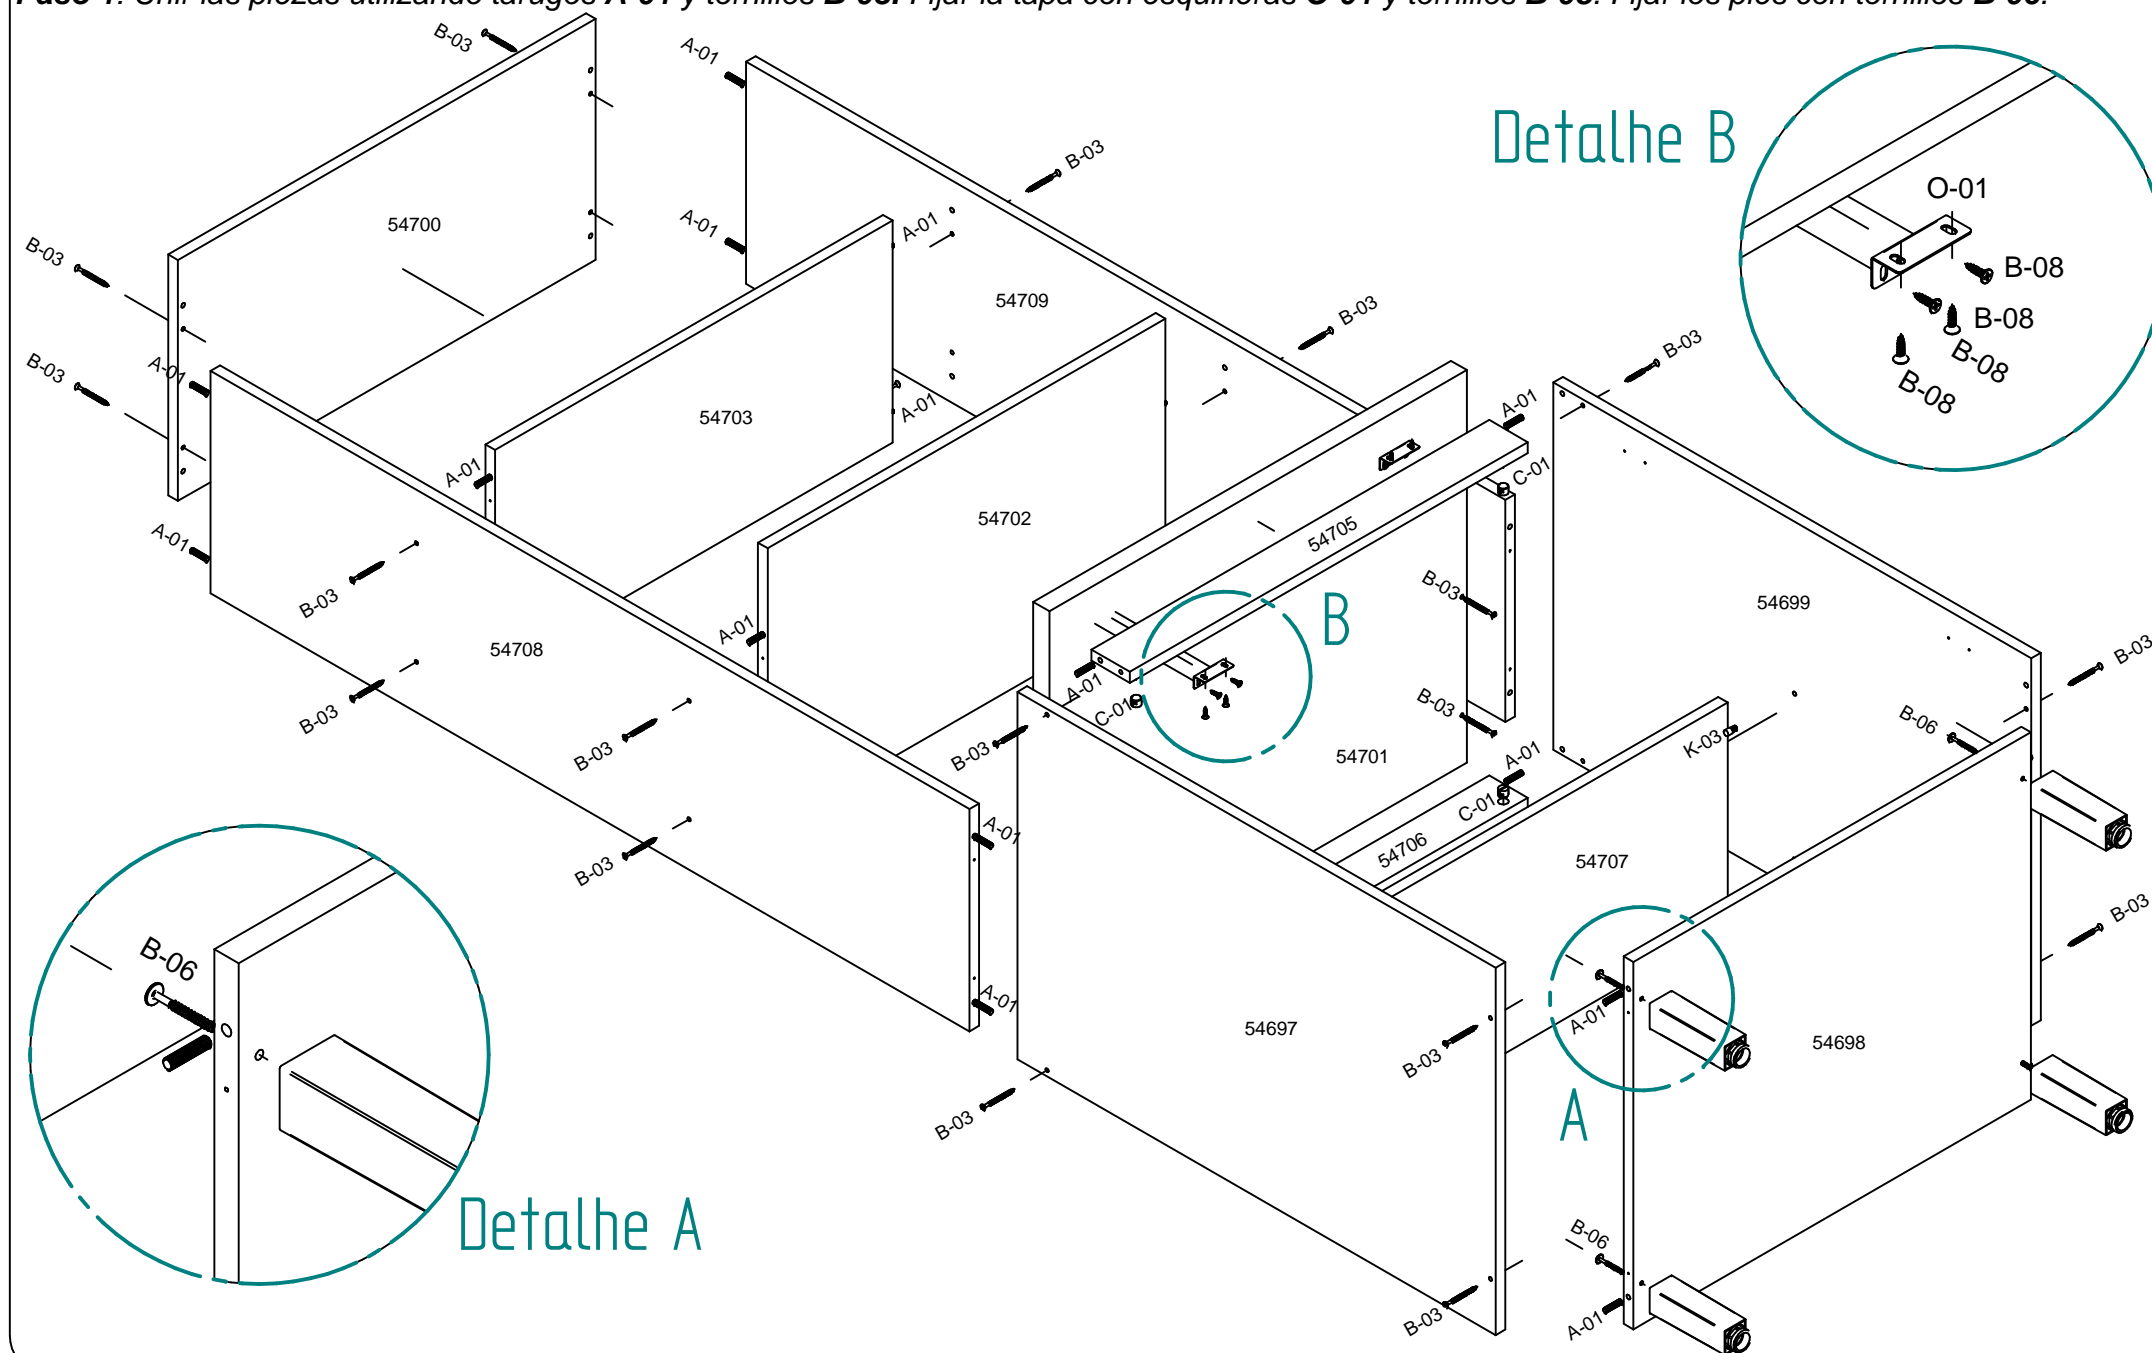 Paso 1: Unir las piezas utilizando tarugos A-01 y tornillos B-03. Fijar la tapa con esquineras O-01 y tornillos B-08. Fijar los pies con tornillos B-06.
B-03
A-01
Detalhe B
B-03
O-01
B-08
B-08
B-08
B-08
54700
A-01
A-01
B-03
54709
B-03
B-03
B-03
A-01
54703
A-01
A-01
A-01
C-01
54702
54705
A-01
A-01
B-03
B-03
B
54699
54708
A-01
A-01
C-01
B-03
B-03
B-03
B-03
B-03
54701
K-03
B-06
B-03
A-01
C-01
54706
54707
B-03
A-01
A-01
B-03
B-06
54697
B-03
A-01
54698
A
B-03
Detalhe A
B-06
B-03
A-01